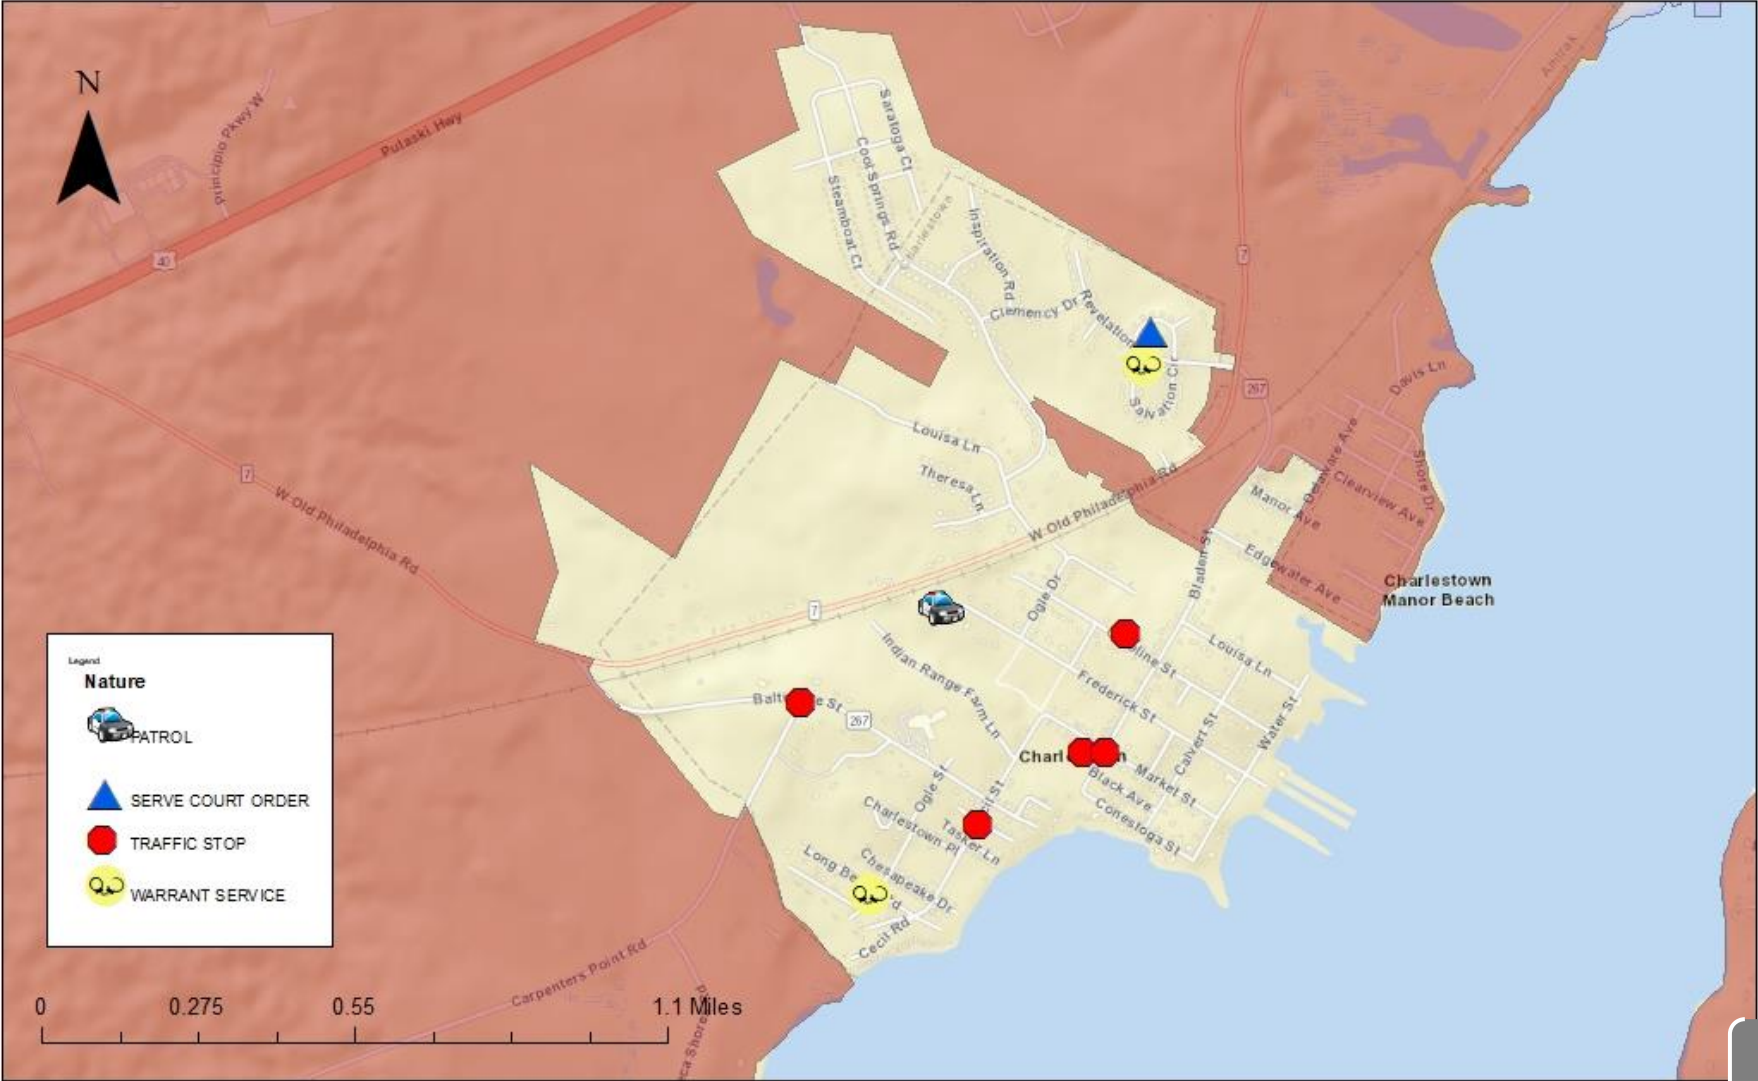 N
Amtrak
Principio Pkwy W
Pulaski Hwy
Saratoga Ct
Cool Springs Rd
Steamboat Ct
Inspiration Rd
40
7
Clemency Dr
Revelation
Salvation Cir
267
Davis Ln
Louisa Ln
Theresa Ln
Delaware Ave
Clearview Ave
Shore Dr
Manor Ave
7
W Old Philadelphia Rd
W Old Philadelphia Rd
Bladen St
Edgewater Ave
Charlestown
Manor Beach
7
Ogle Dr
Louisa Ln
Indian Range Farm Ln
Frederick St
267
Water St
Calvert St
Market St
Black Ave
Conestoga St
Ogle St
Tasker Ln
Charlestown Pl
Chesapeake Dr
Cecil Rd
Carpenters Point Rd
Legend
Nature
PATROL
SERVE COURT ORDER
TRAFFIC STOP
WARRANT SERVICE
0 0.275 0.55 1.1 Miles